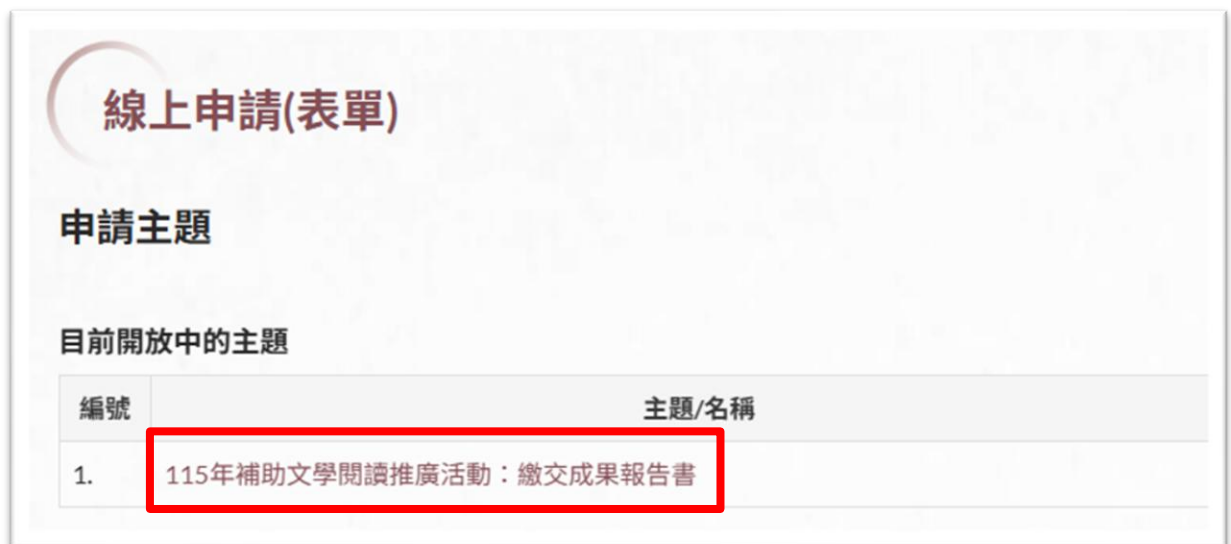 線上申請(表單)
申請主題
目前開放中的主題
編號 主題/名稱
1. 115年補助文學閱讀推廣活動：繳交成果報告書